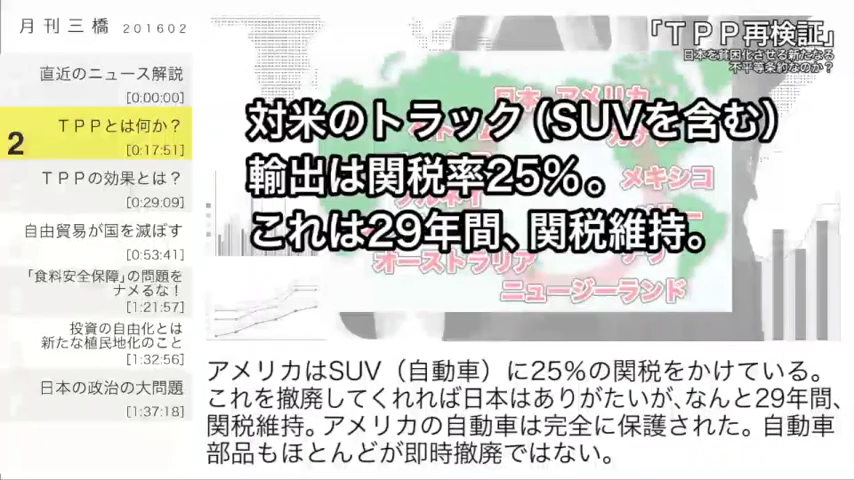 月刊三橋 201602
直近のニュース解説
[0:00:00]
2
TPPとは何か？
[0:17:51]
TPPの効果とは？
[0:29:09]
自由貿易が国を滅ぼす
[0:53:41]
「食料安全保障」の問題を
ナメるな！
[1:21:57]
投資の自由化とは
新たな植民地化のこと
[1:32:56]
日本の政治の大問題
[1:37:18]
「TPP再検証」
日本を貧困化させる新たなる
不平等条約なのか？
日本 アメリカ
対米のトラック（SUVを含む）
輸出は関税率25%。
これは29年間、関税維持。
メキシコ
オーストラリア
ニュージーランド
アメリカはSUV（自動車）に25%の関税をかけている。
これを撤廃してくれれば日本はありがたいが、なんと29年間、
関税維持。アメリカの自動車は完全に保護された。自動車
部品もほとんどが即時撤廃ではない。